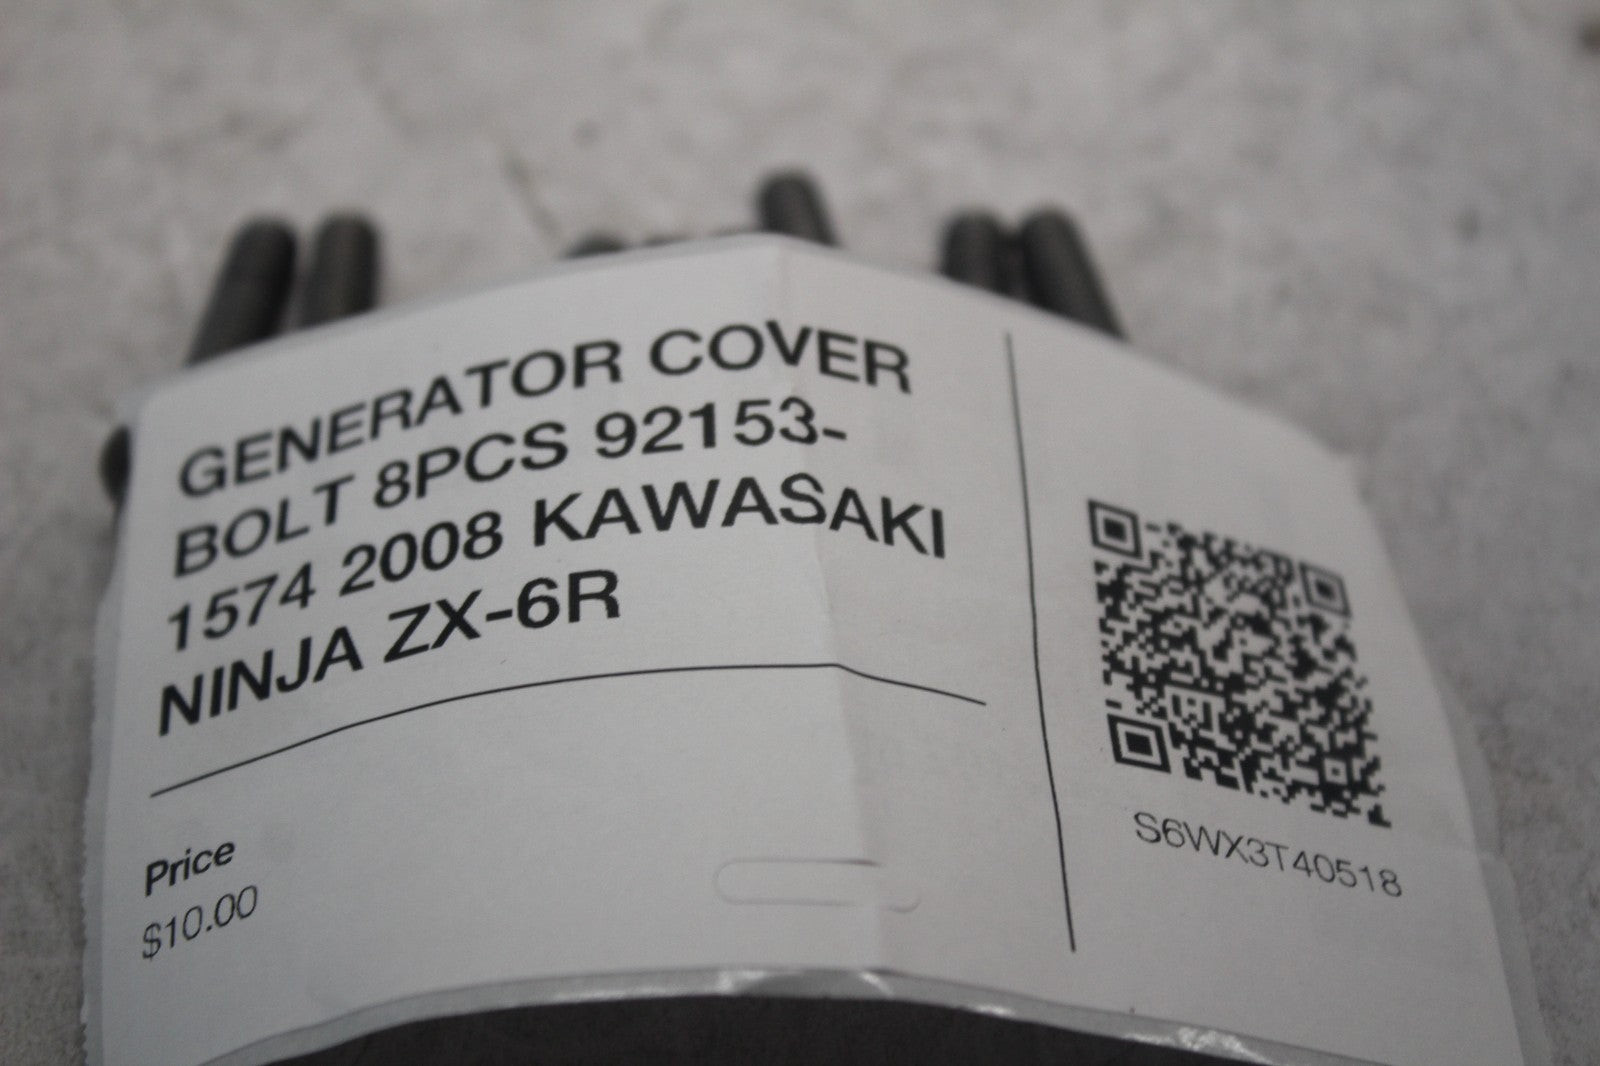 GENERATOR COVER
BOLT 8PCS 92153-
1574 2008 KAWASAKI
NINJA ZX-6R
Price
$10.00
S6WX3T40518